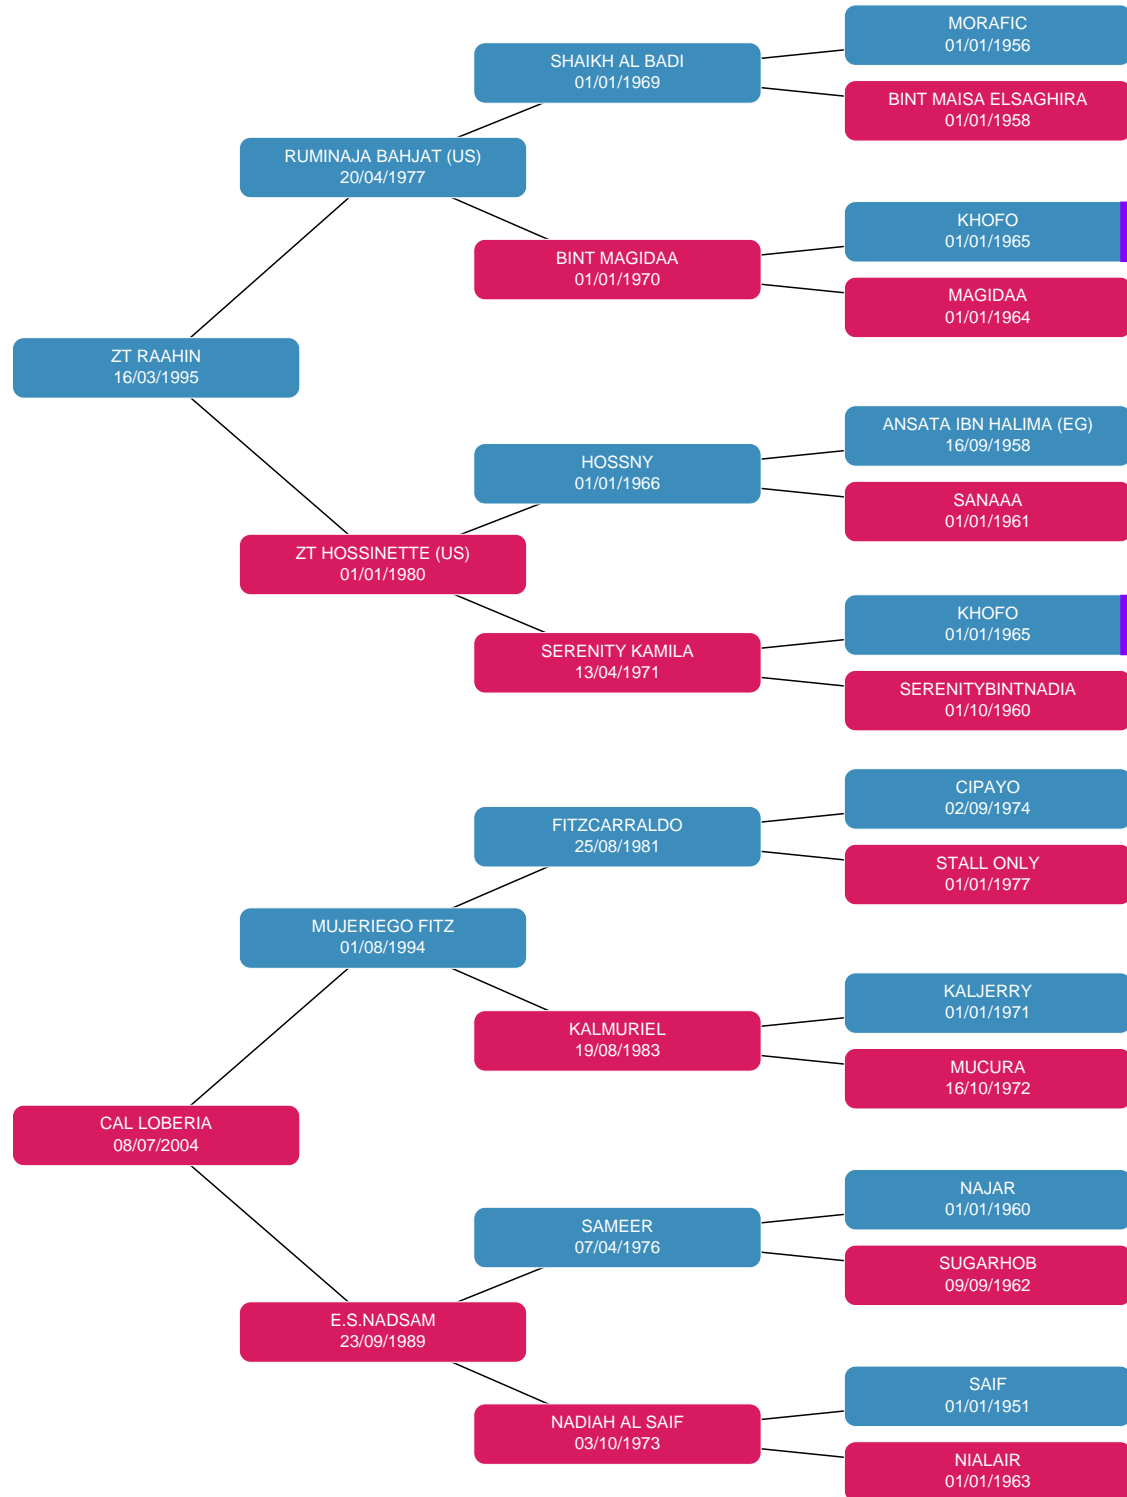 MORAFIC
01/01/1956
SHAIKH AL BADI
01/01/1969
BINT MAISA ELSAGHIRA
01/01/1958
RUMINAJA BAHJAT (US)
20/04/1977
KHOFO
01/01/1965
BINT MAGIDAA
01/01/1970
MAGIDAA
01/01/1964
ZT RAAHIN
16/03/1995
ANSATA IBN HALIMA (EG)
16/09/1958
HOSSNY
01/01/1966
SANAAA
01/01/1961
ZT HOSSINETTE (US)
01/01/1980
KHOFO
01/01/1965
SERENITY KAMILA
13/04/1971
SERENITYBINTNADIA
01/10/1960
CIPAYO
02/09/1974
FITZCARRALDO
25/08/1981
STALL ONLY
01/01/1977
MUJERIEGO FITZ
01/08/1994
KALJERRY
01/01/1971
KALMURIEL
19/08/1983
MUCURA
16/10/1972
CAL LOBERIA
08/07/2004
NAJAR
01/01/1960
SAMEER
07/04/1976
SUGARHOB
09/09/1962
E.S.NADSAM
23/09/1989
SAIF
01/01/1951
NADIAH AL SAIF
03/10/1973
NIALAIR
01/01/1963